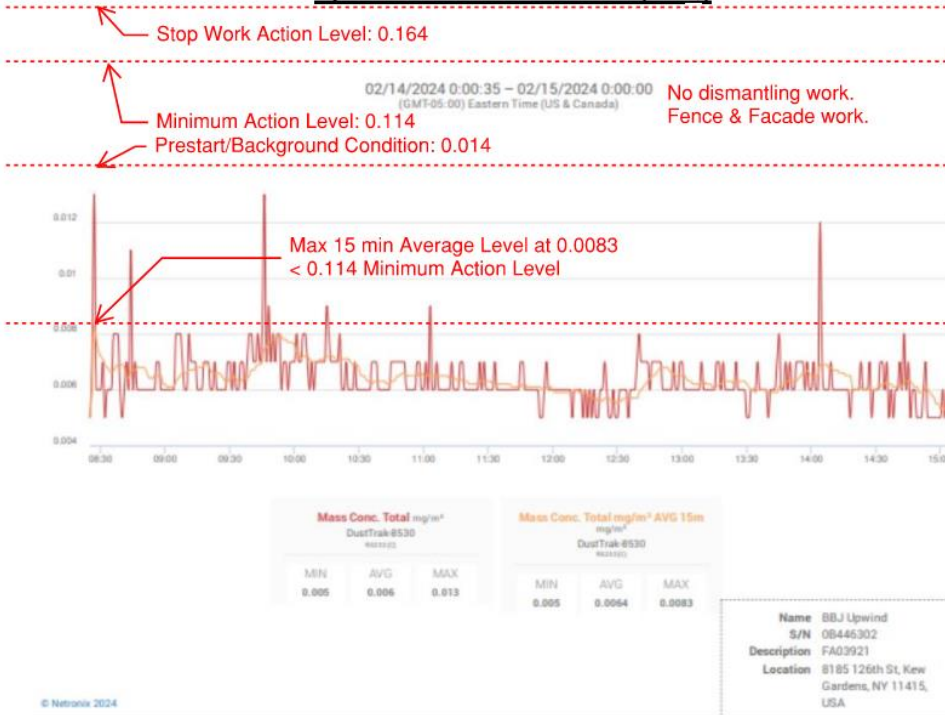 Stop Work Action Level: 0.164
02/14/2024 0:00:35 – 02/15/2024 0:00:00
(GMT-05:00) Eastern Time (US & Canada)
No dismantling work.
Fence & Facade work.
Minimum Action Level: 0.114
Prestart/Background Condition: 0.014
0.012
Max 15 min Average Level at 0.0083
< 0.114 Minimum Action Level
0.01
0.008
0.006
0.004
08:30 09:00 09:30 10:00 10:30 11:00 11:30 12:00 12:30 13:00 13:30 14:00 14:30 15:0
Mass Conc. Total mg/m³
DustTrak-8530
MIN AVG MAX
0.005 0.006 0.013
Mass Conc. Total mg/m³ AVG 15m
mg/m³
DustTrak-8530
MIN AVG MAX
0.005 0.0064 0.0083
Name BBJ Upwind
S/N 0B446302
Description FA03921
Location 8185 126th St, Kew
Gardens, NY 11415,
USA
© Netronix 2024